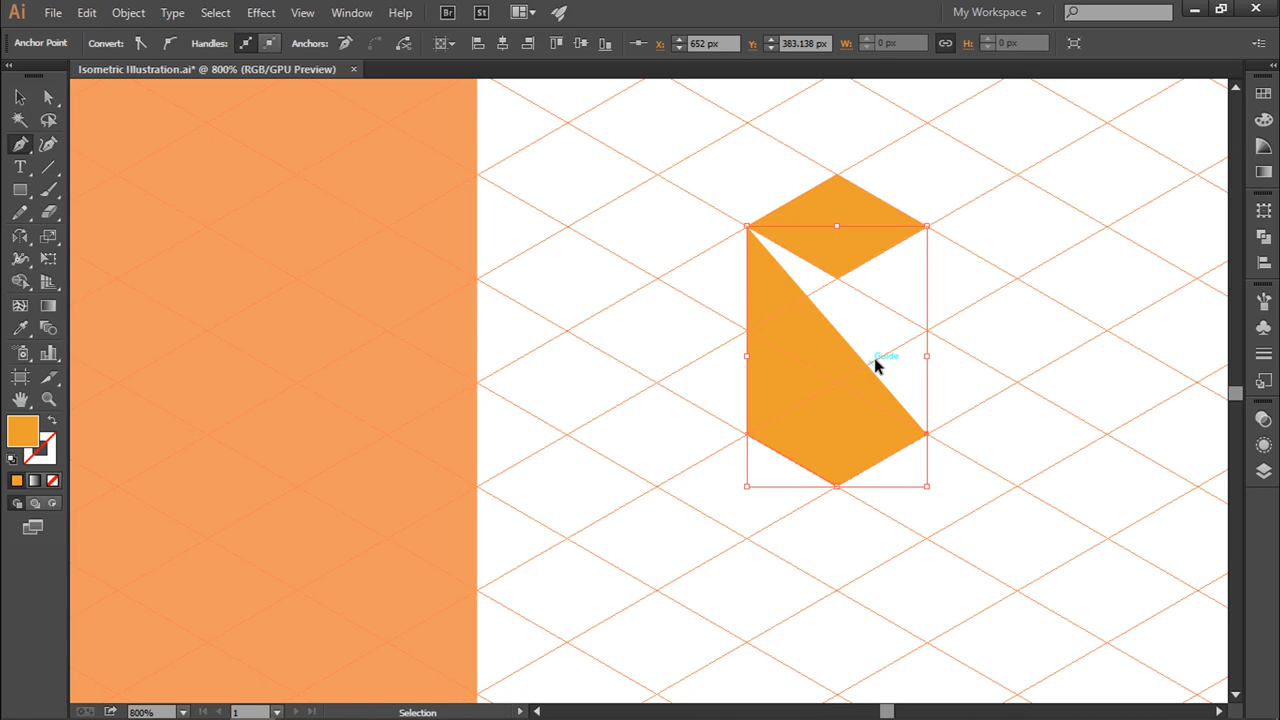 Ai File Edit Object Type Select Effect View Window Help Br St My Workspace
Anchor Point Convert: Handles: Anchors: X: 652 px Y: 383.138 px W: 0 px H: 0 px
Isometric Illustration.ai* @ 800% (RGB/GPU Preview)
T
Guide
800% 1 Selection